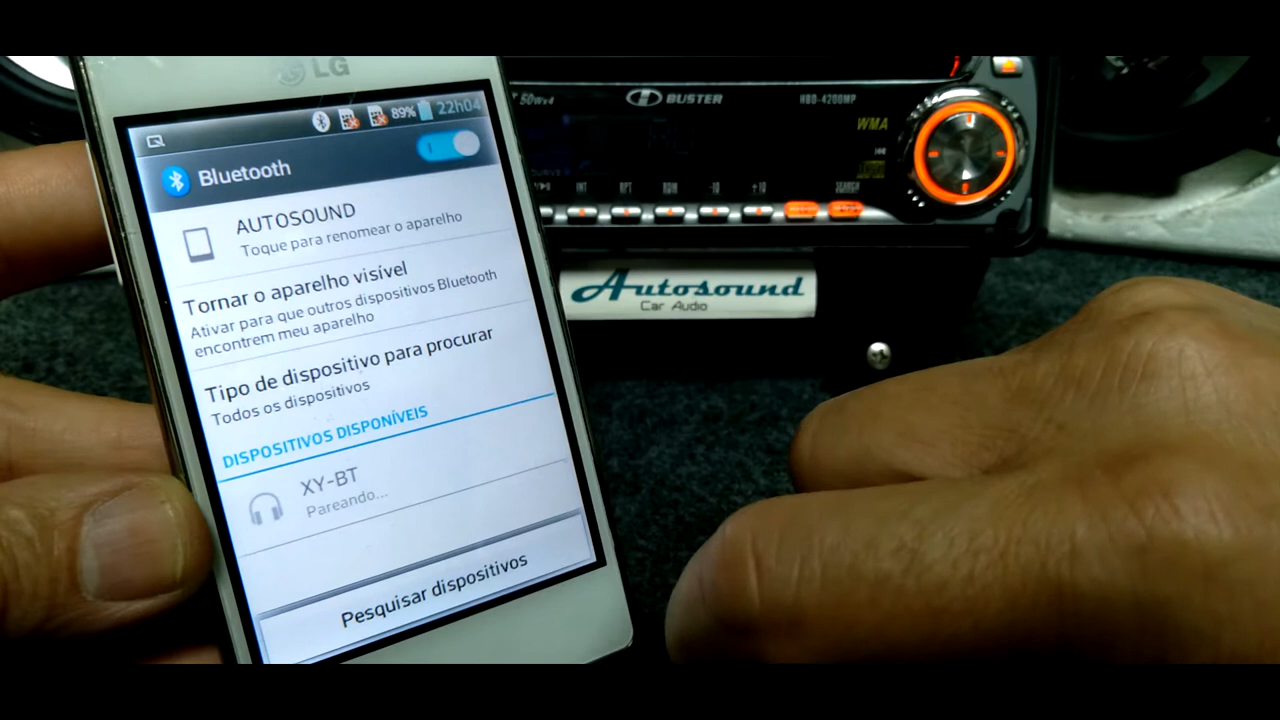 LG
89% 22h04
Bluetooth
AUTOSOUND
Toque para renomear o aparelho
Tornar o aparelho visível
Ativar para que outros dispositivos Bluetooth
encontrem meu aparelho
Tipo de dispositivo para procurar
Todos os dispositivos
DISPOSITIVOS DISPONÍVEIS
XY-BT
Pareando...
Pesquisar dispositivos
50Wx4
BUSTER
HBD-4200MP
WMA
INT RPT RDM -10 +10 SEARCH
Autosound
Car Audio